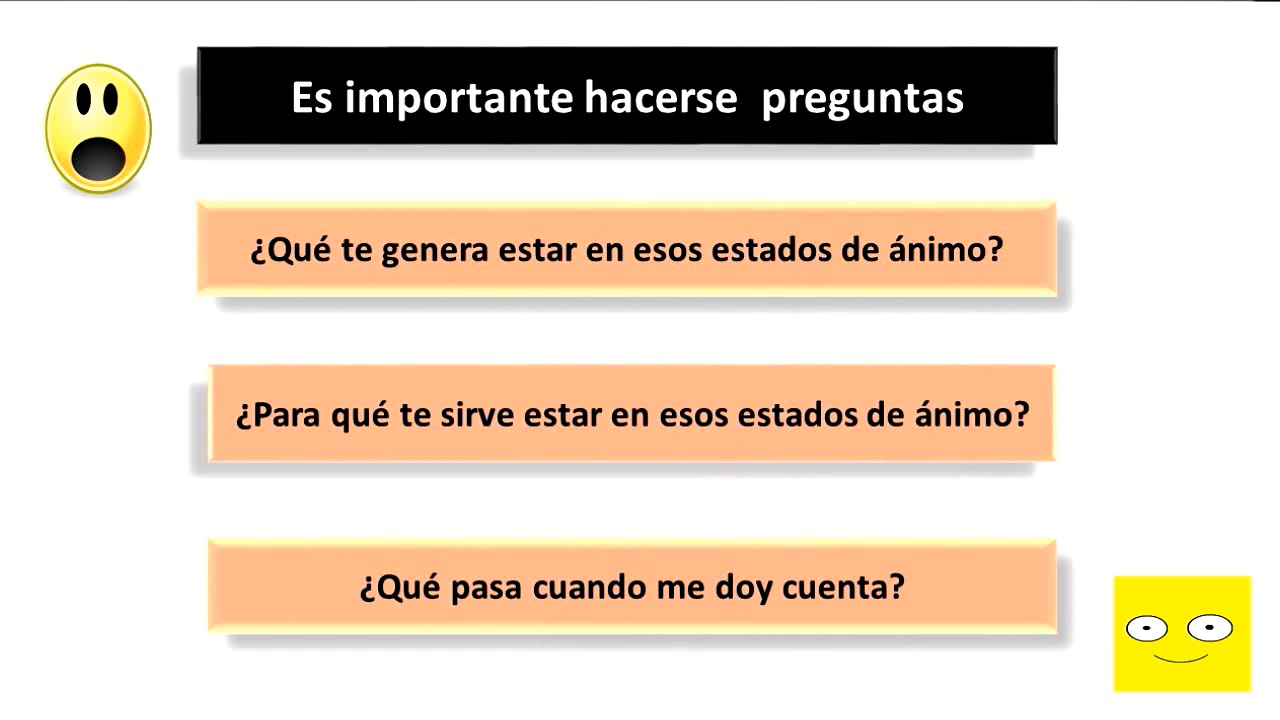 Es importante hacerse preguntas
¿Qué te genera estar en esos estados de ánimo?
¿Para qué te sirve estar en esos estados de ánimo?
¿Qué pasa cuando me doy cuenta?